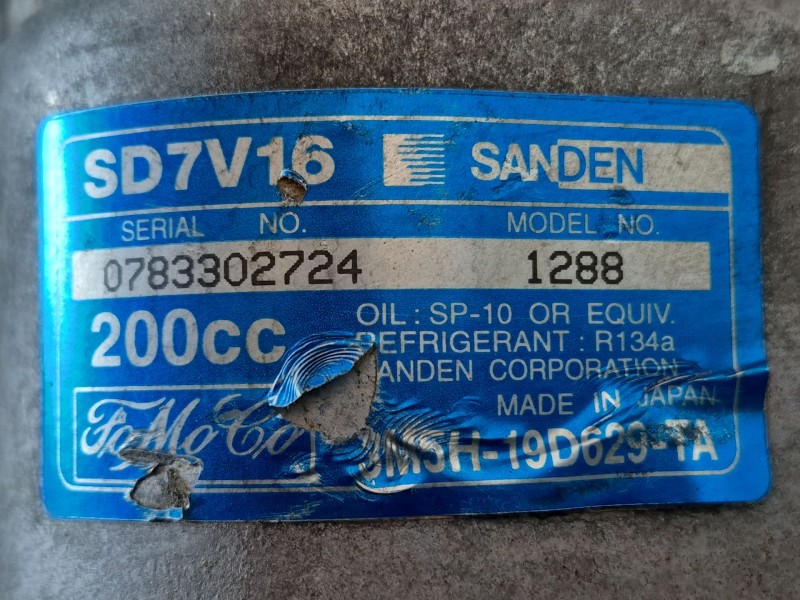 SD7V16 SANDEN
SERIAL NO. MODEL NO.
0783302724 1288
200cc
OIL : SP-10 OR EQUIV.
REFRIGERANT : R134a
SANDEN CORPORATION
MADE IN JAPAN
FoMoCo
3M5H-19D629-TA